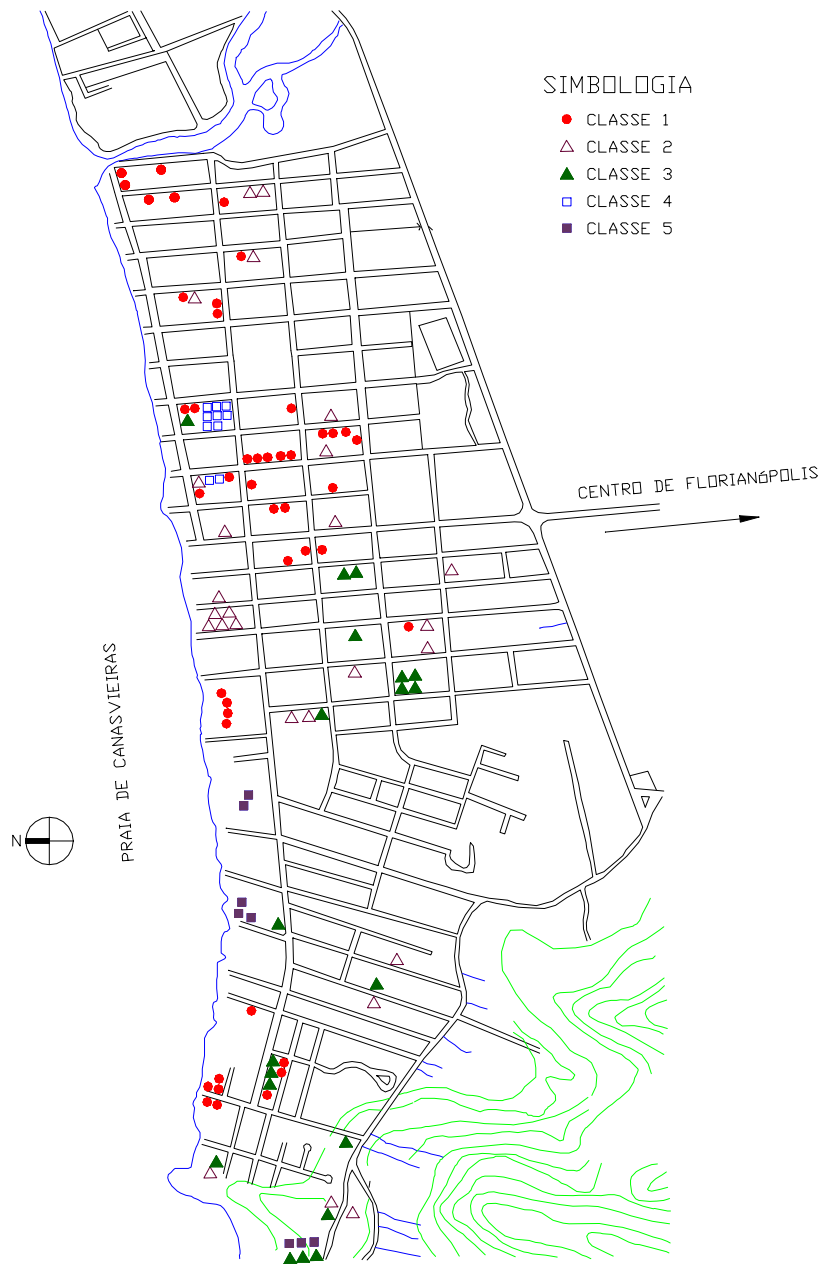 SIMBOLOGIA
CLASSE 1
CLASSE 2
CLASSE 3
CLASSE 4
CLASSE 5
CENTRO DE FLORIANóPOLIS
PRAIA DE CANASVIEIRAS
N